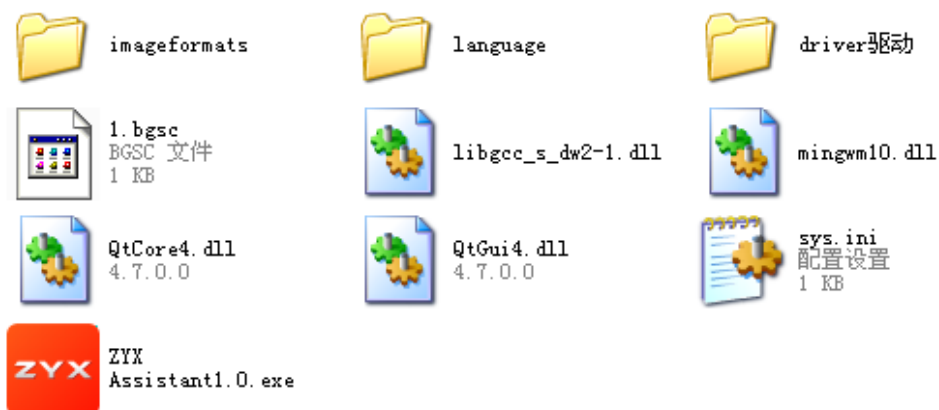 imageformats
language
driver驱动
1.bgsc
BGSC 文件
1 KB
libgcc_s_dw2-1.dll
mingwm10.dll
QtCore4.dll
4.7.0.0
QtGui4.dll
4.7.0.0
sys.ini
配置设置
1 KB
ZYX
ZYX
Assistant1.0.exe